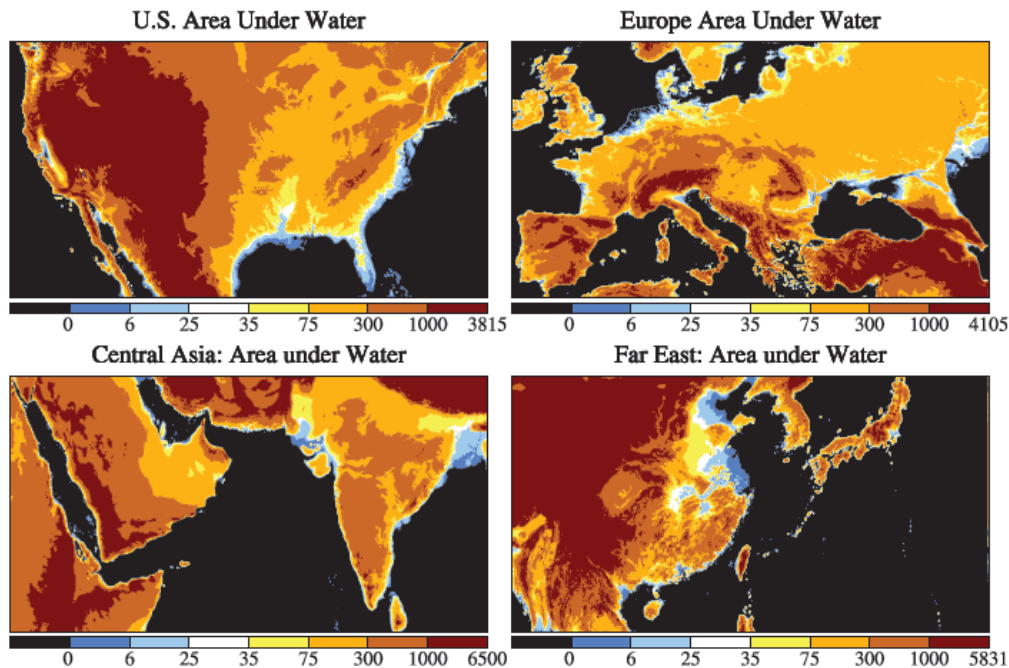 U.S. Area Under Water
Europe Area Under Water
0 6 25 35 75 300 1000 3815
0 6 25 35 75 300 1000 4105
Central Asia: Area under Water
Far East: Area under Water
0 6 25 35 75 300 1000 6500
0 6 25 35 75 300 1000 5831